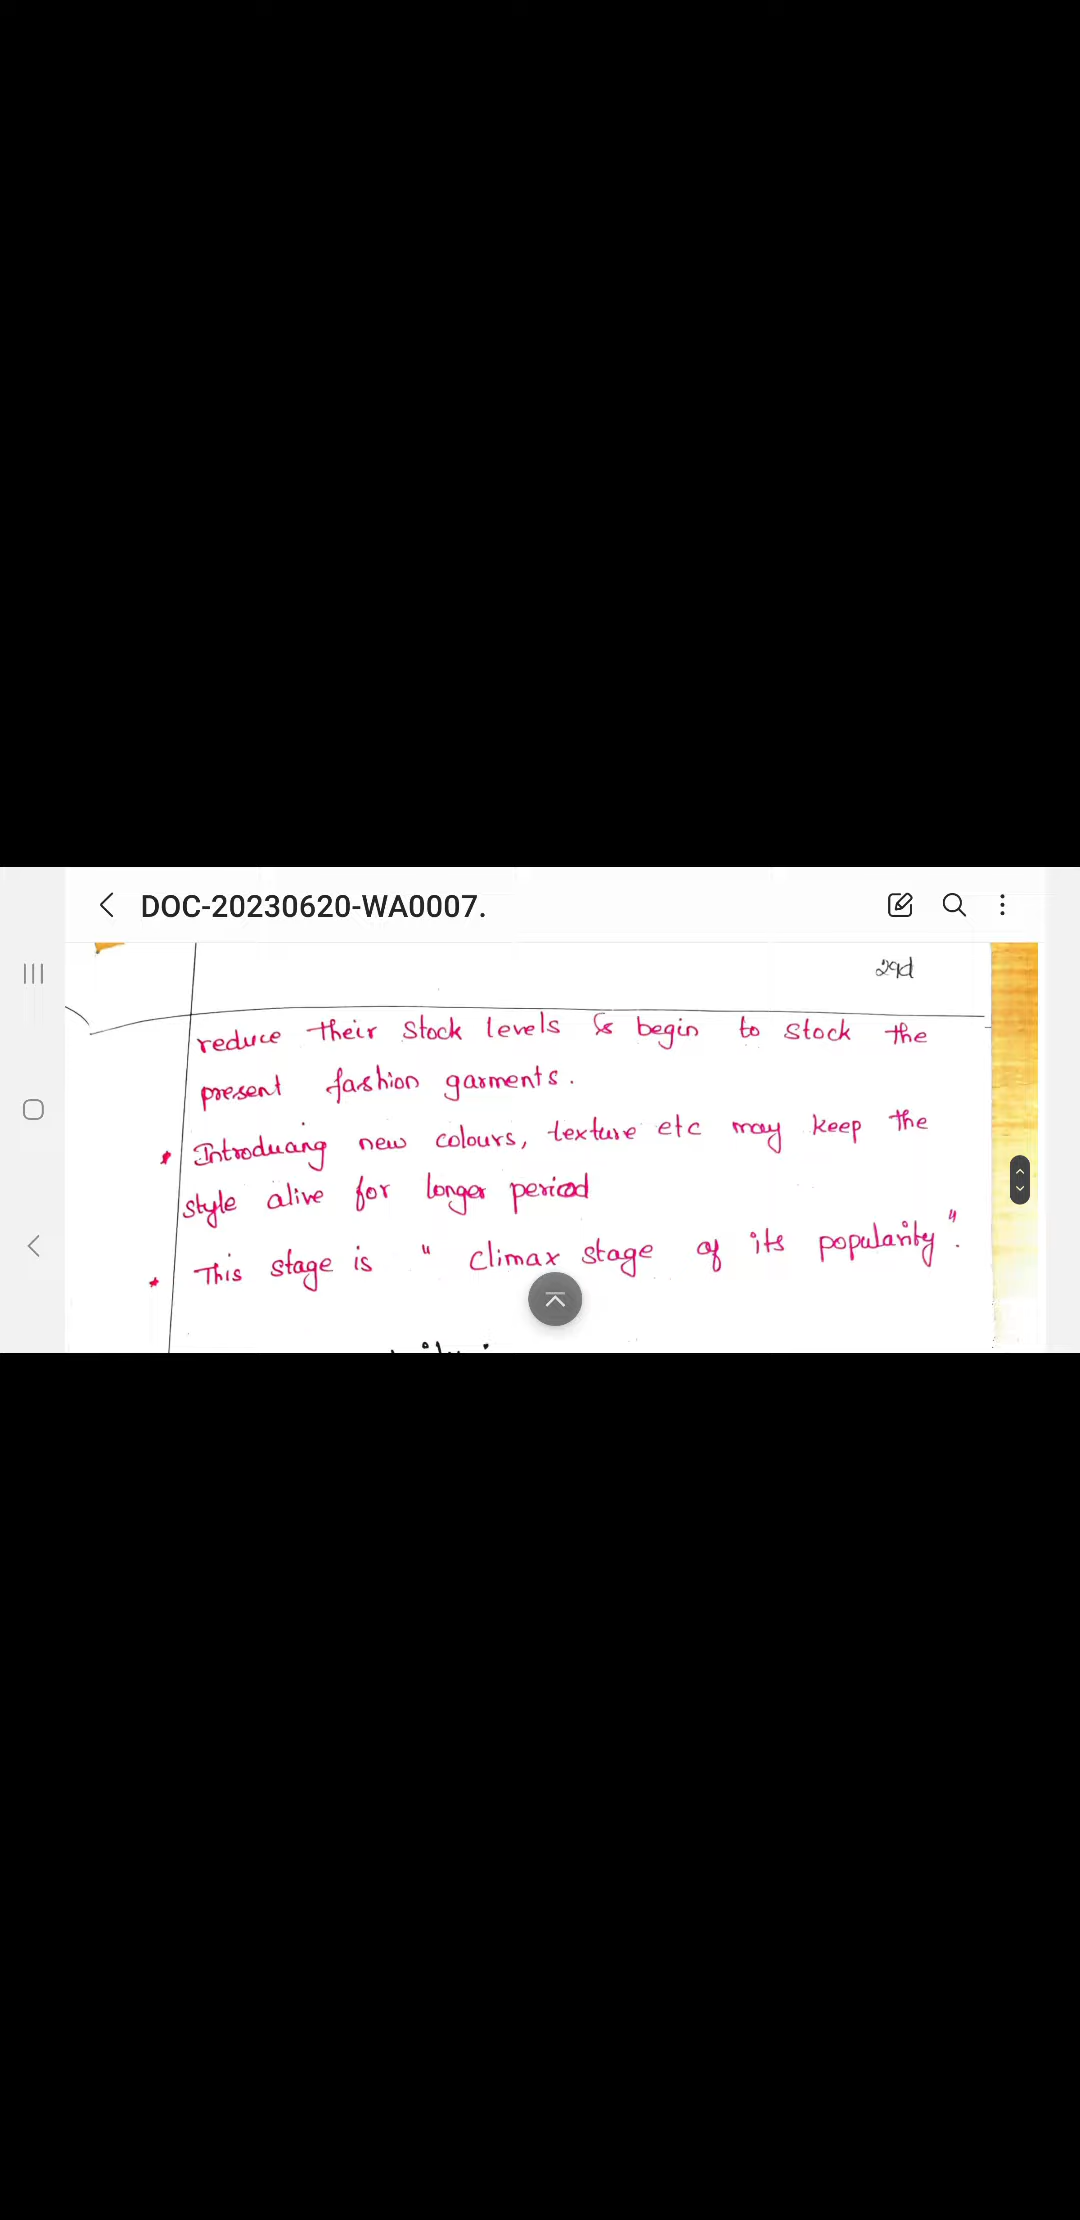 DOC-20230620-WA0007.
29d
reduce their stock levels & begin to stock the
present fashion garments.
* Introducing new colours, texture etc may keep the
style alive for longer period
* This stage is " climax stage of its popularity".